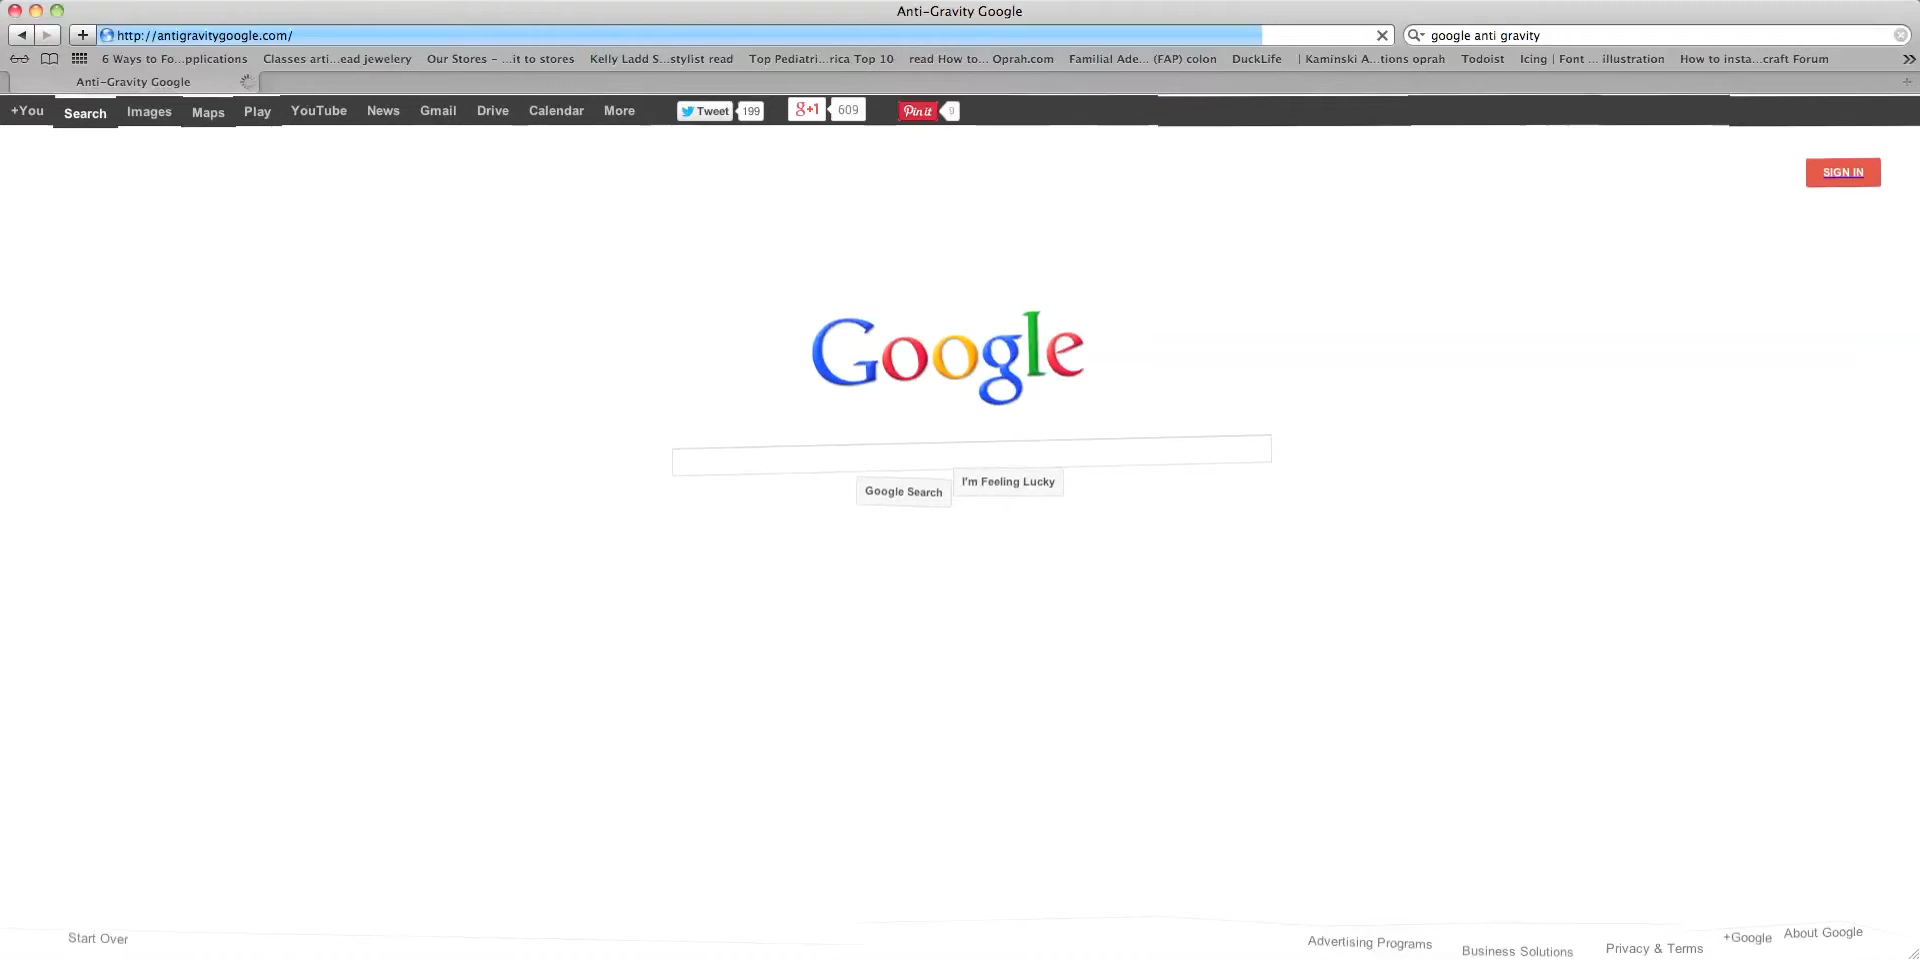 Anti-Gravity Google
http://antigravitygoogle.com/
google anti gravity
6 Ways to Fo...pplications Classes arti...ead jewelery Our Stores – ...it to stores Kelly Ladd S...stylist read Top Pediatri...rica Top 10 read How to... Oprah.com Familial Ade... (FAP) colon DuckLife | Kaminski A...tions oprah Todoist Icing | Font ... illustration How to insta...craft Forum
Anti-Gravity Google
+You Search Images Maps Play YouTube News Gmail Drive Calendar More Tweet 199 g+1 609 Pin it 9
SIGN IN
Google
I'm Feeling Lucky
Google Search
Start Over Advertising Programs Business Solutions Privacy & Terms +Google About Google